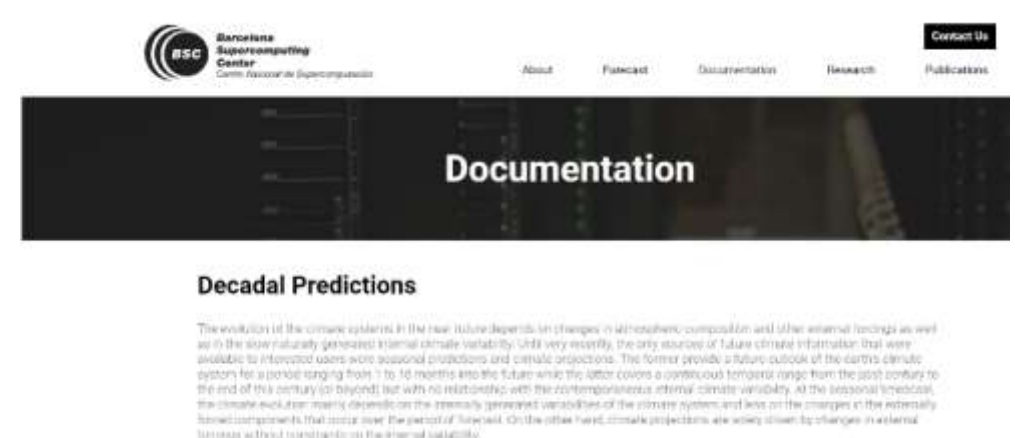 BSC
Barcelona
Supercomputing
Center
Centro Nacional de Supercomputación
Contact Us
About Forecast Documentation Research Publications
Documentation
Decadal Predictions
The evolution of the climate systems in the near future depends on changes in atmospheric composition and other external forcings as well
as in the slow naturally generated internal climate variability. Until very recently, the only sources of future climate information that were
available to interested users were seasonal predictions and climate projections. The former provide a future outlook of the earth's climate
system for a period ranging from 1 to 18 months into the future while the latter covers a continuous temporal range from the past century to
the end of this century (or beyond) but with no relationship with the contemporaneous internal climate variability. At the seasonal timescale,
the climate evolution mainly depends on the internally generated variabilities of the climate system and less on the changes in the externally
forced components that occur over the period of forecast. On the other hand, climate projections are solely driven by changes in external
forcings without constraints on the internal variability.